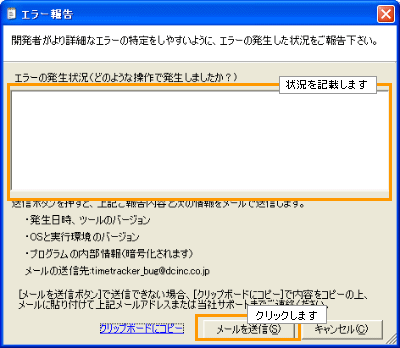 エラー報告
開発者がより詳細なエラーの特定をしやすいように、エラーの発生した状況をご報告下さい。
エラーの発生状況(どのような操作で発生しましたか?)
状況を記載します
送信ボタンを押すと、上記ご報告内容と次の情報をメールで送信します。
・発生日時、ツールのバージョン
・OSと実行環境のバージョン
・プログラムの内部情報(暗号化されます)
メールの送信先:timetracker_bug@dcinc.co.jp
[メールを送信ボタン]で送信できない場合、[クリップボードにコピー]で内容をコピーの上、
メールに貼り付けて上記メールアドレスまたは当社サポートまでご連絡ください。
クリックします
クリップボードにコピー メールを送信(S) キャンセル(C)